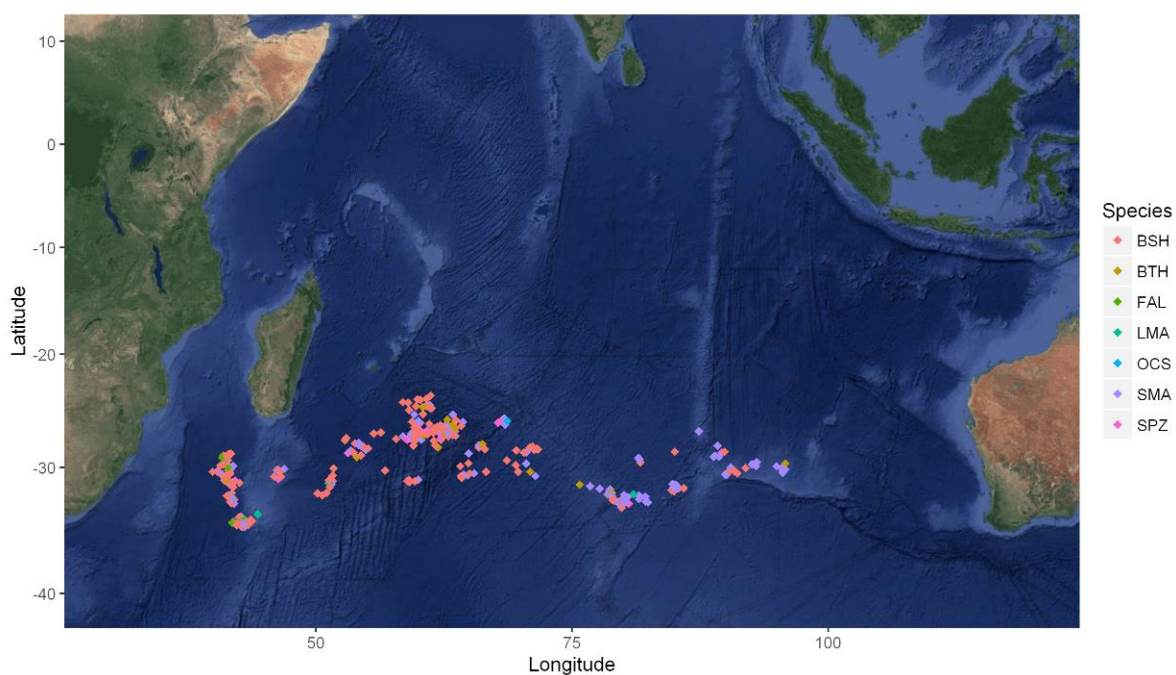 10
0
-10
-20
-30
-40
Latitude
50
75
100
Longitude
Species
BSH
BTH
FAL
LMA
OCS
SMA
SPZ